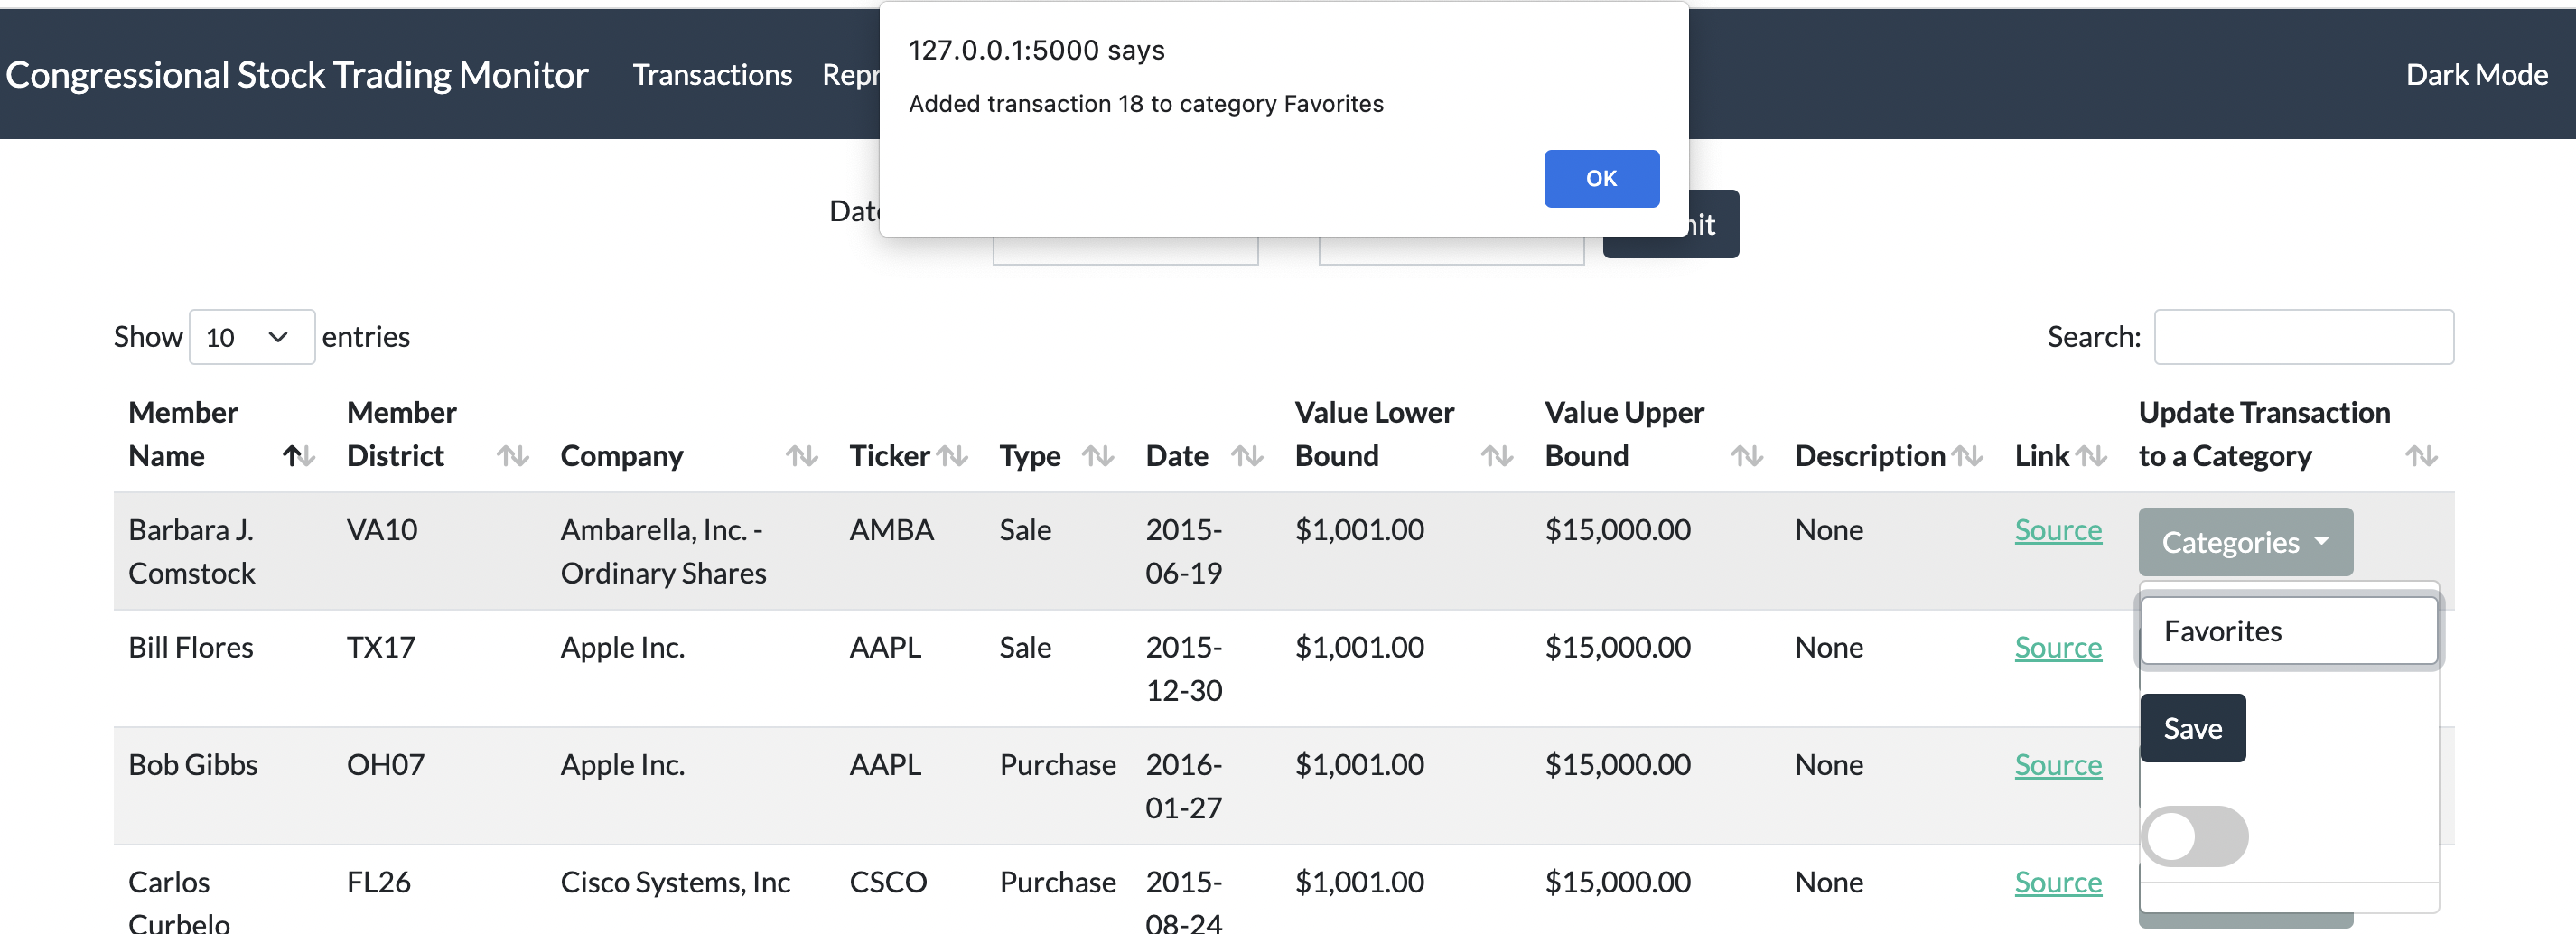 127.0.0.1:5000 says
Added transaction 18 to category Favorites
OK
Congressional Stock Trading Monitor Transactions Dark Mode
Show 10 entries Search:
Member Name Member District Company Ticker Type Date Value Lower Bound Value Upper Bound Description Link Update Transaction to a Category
Barbara J. VA10 Ambarella, Inc. - AMBA Sale 2015- $1,001.00 $15,000.00 None Source Categories
Comstock Ordinary Shares 06-19
Favorites
Bill Flores TX17 Apple Inc. AAPL Sale 2015- $1,001.00 $15,000.00 None Source
12-30
Save
Bob Gibbs OH07 Apple Inc. AAPL Purchase 2016- $1,001.00 $15,000.00 None Source
01-27
Carlos FL26 Cisco Systems, Inc CSCO Purchase 2015- $1,001.00 $15,000.00 None Source
Curbelo 08-24